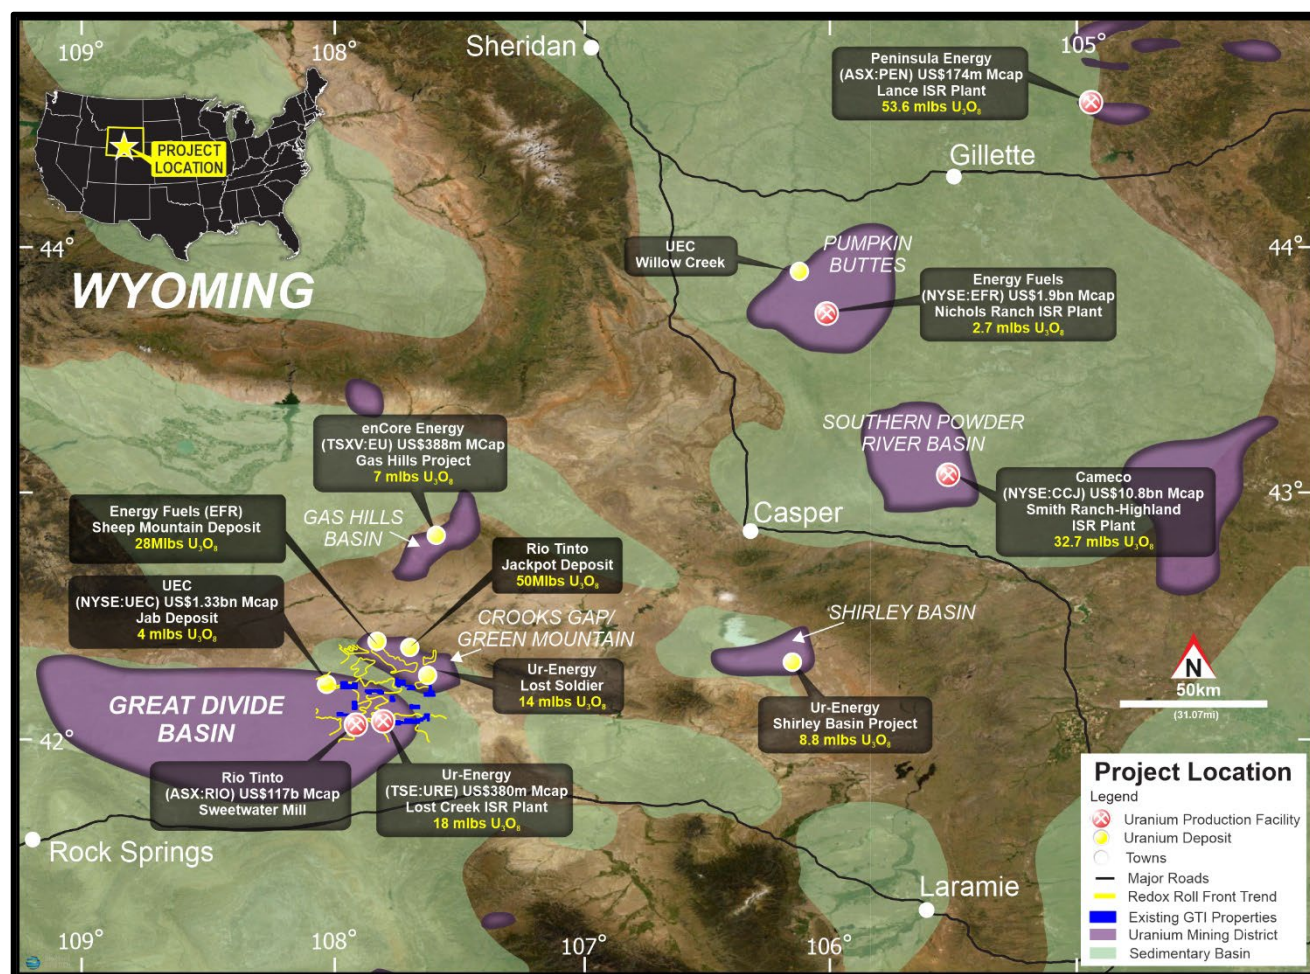 109°
108°
Sheridan
105°
Peninsula Energy
(ASX:PEN) US$174m Mcap
Lance ISR Plant
53.6 mlbs U₃O₈
PROJECT
LOCATION
Gillette
44°
WYOMING
UEC
Willow Creek
PUMPKIN
BUTTES
44°
Energy Fuels
(NYSE:EFR) US$1.9bn Mcap
Nichols Ranch ISR Plant
2.7 mlbs U₃O₈
enCore Energy
(TSXV:EU) US$388m MCap
Gas Hills Project
7 mlbs U₃O₈
SOUTHERN POWDER
RIVER BASIN
Energy Fuels (EFR)
Sheep Mountain Deposit
28Mlbs U₃O₈
GAS HILLS
BASIN
Casper
43°
Cameco
(NYSE:CCJ) US$10.8bn Mcap
Smith Ranch-Highland
ISR Plant
32.7 mlbs U₃O₈
Rio Tinto
Jackpot Deposit
50Mlbs U₃O₈
UEC
(NYSE:UEC) US$1.33bn Mcap
Jab Deposit
4 mlbs U₃O₈
CROOKS GAP/
GREEN MOUNTAIN
SHIRLEY BASIN
Ur-Energy
Lost Soldier
14 mlbs U₃O₈
N
50km
(31.07mi)
GREAT DIVIDE
BASIN
Ur-Energy
Shirley Basin Project
8.8 mlbs U₃O₈
42°
Rio Tinto
(ASX:RIO) US$117b Mcap
Sweetwater Mill
Ur-Energy
(TSE:URE) US$380m Mcap
Lost Creek ISR Plant
18 mlbs U₃O₈
Rock Springs
Laramie
Project Location
Legend
Uranium Production Facility
Uranium Deposit
Towns
Major Roads
Redox Roll Front Trend
Existing GTI Properties
Uranium Mining District
Sedimentary Basin
109°
108°
107°
106°